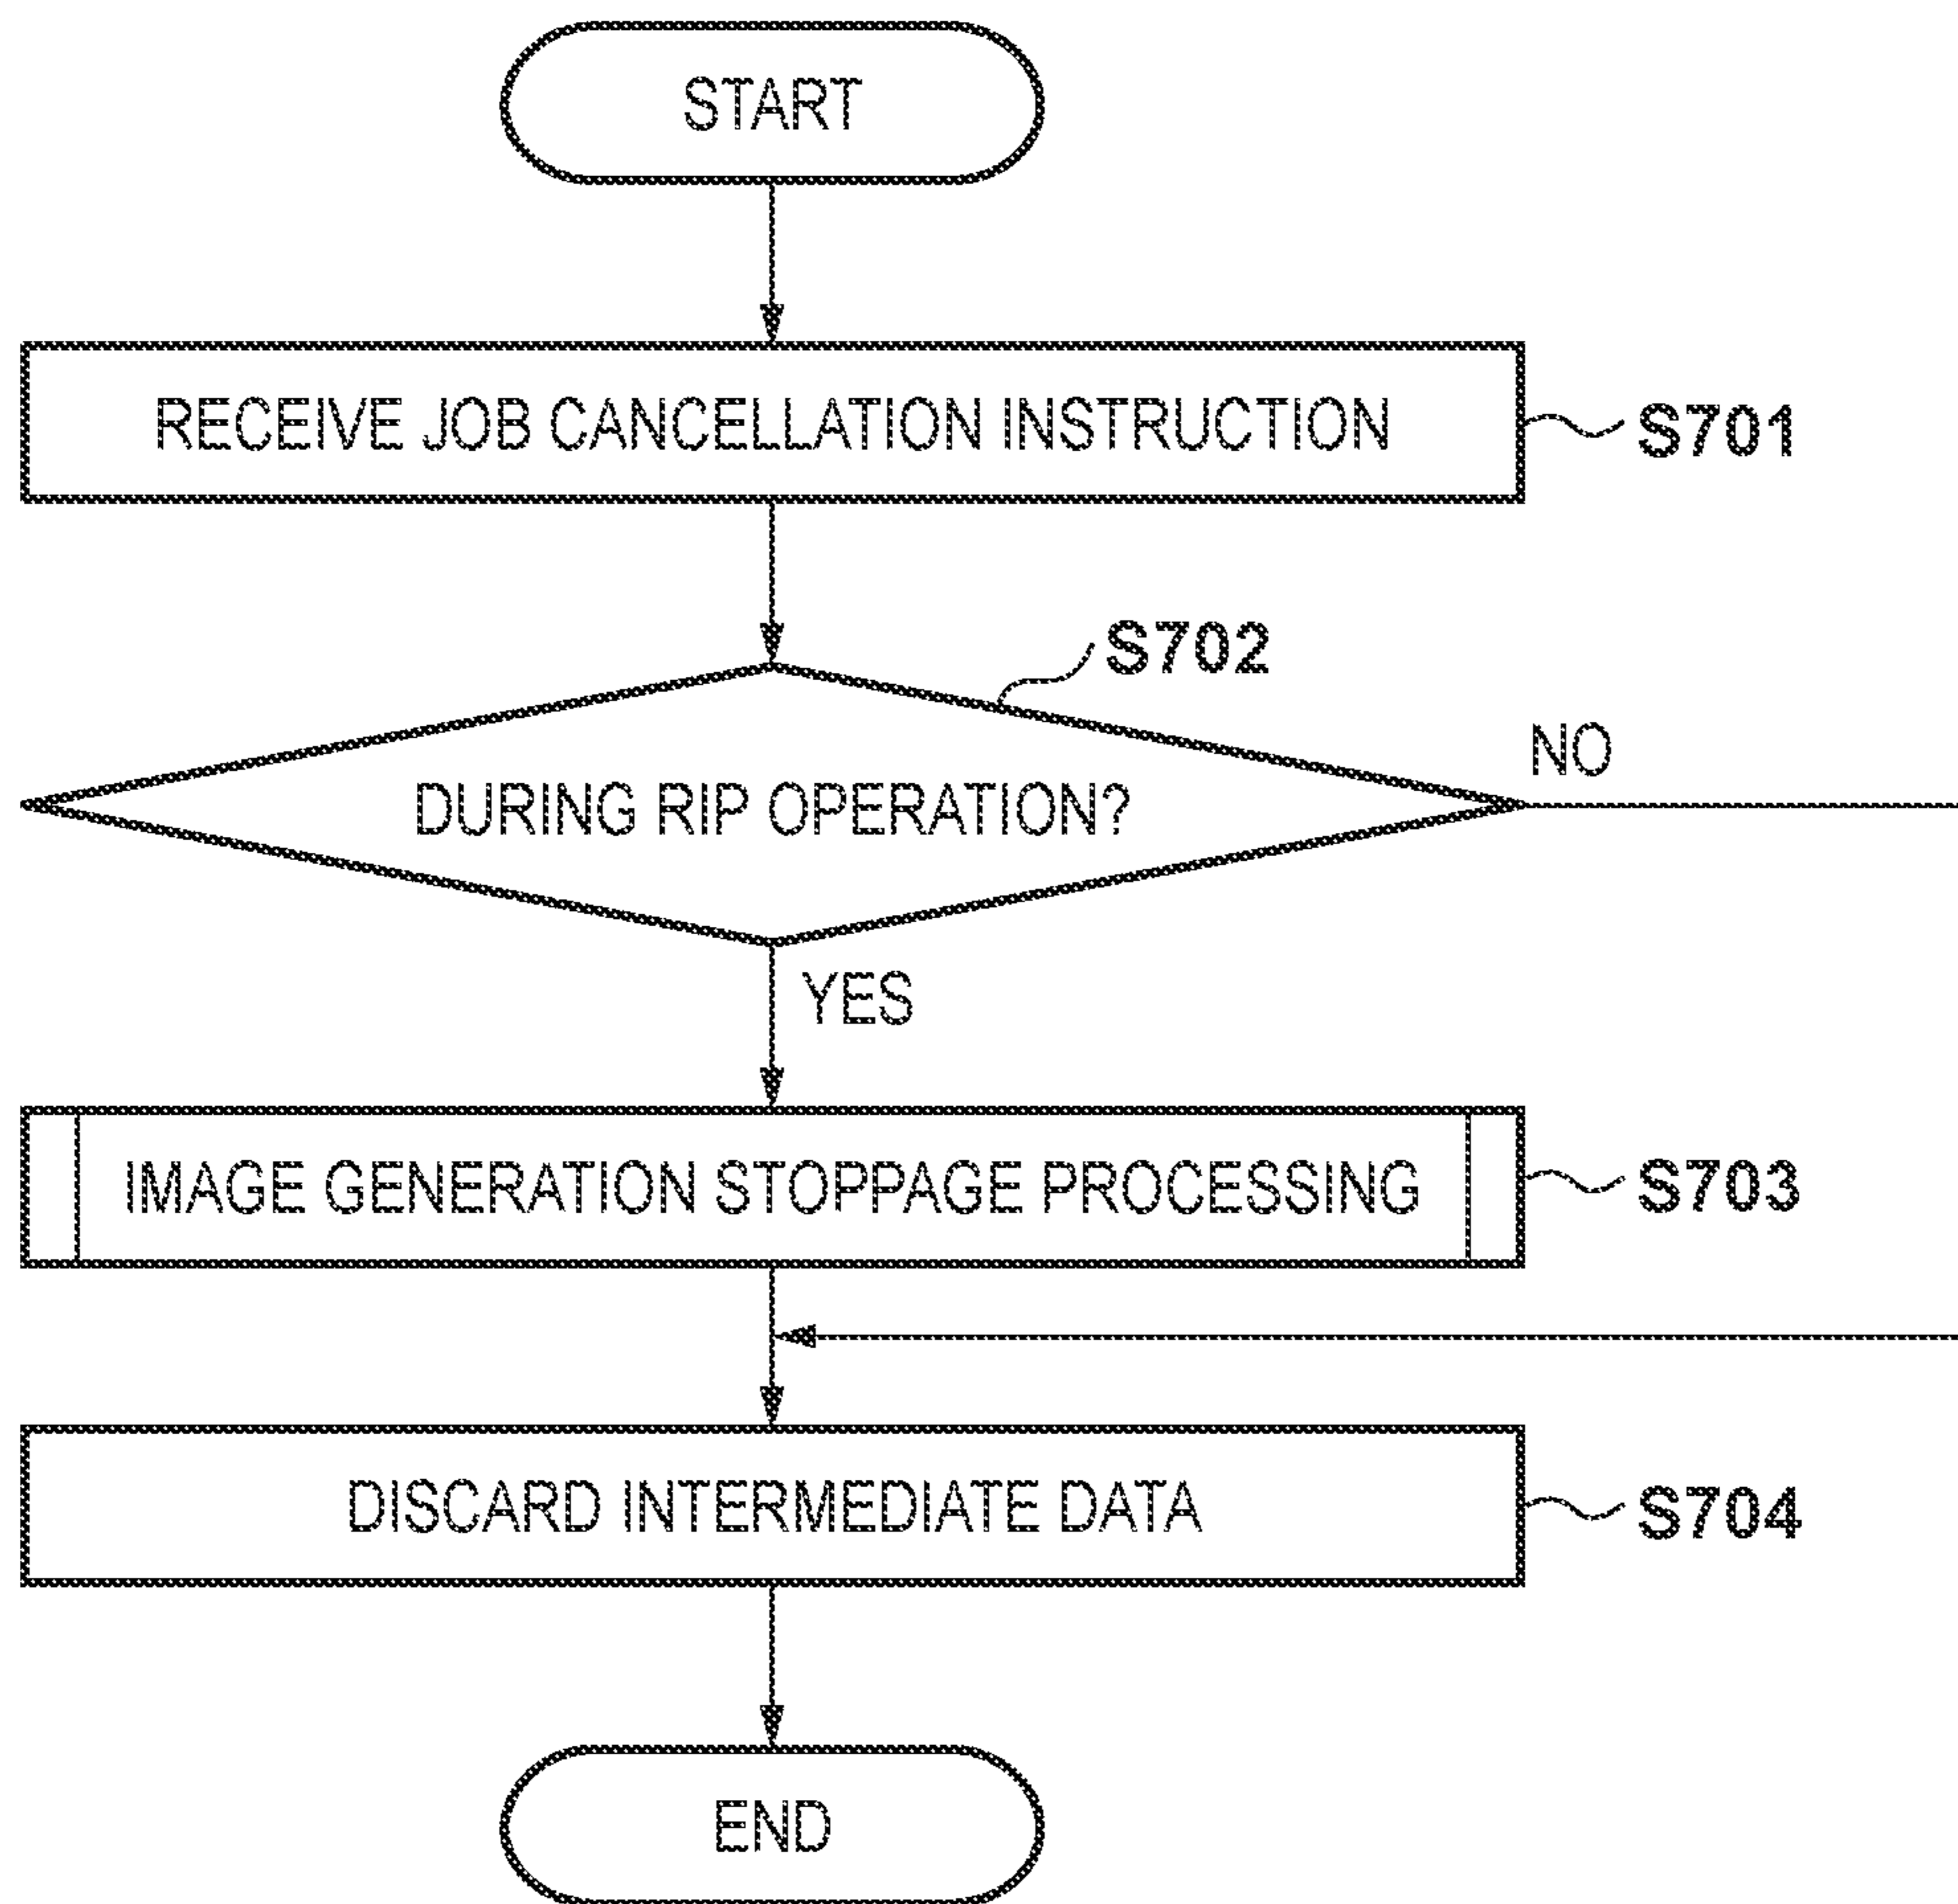 START
RECEIVE JOB CANCELLATION INSTRUCTION
S701
S702
DURING RIP OPERATION?
NO
YES
IMAGE GENERATION STOPPAGE PROCESSING
S703
DISCARD INTERMEDIATE DATA
S704
END